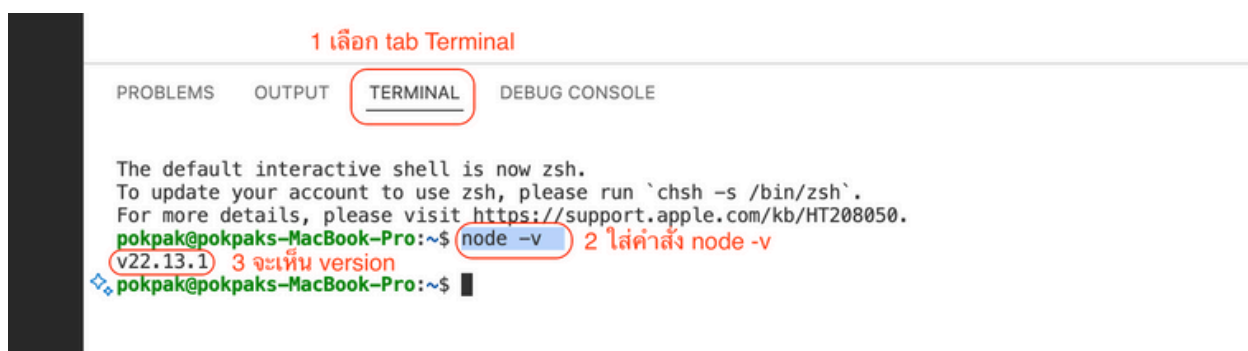 1 เลือก tab Terminal
PROBLEMS OUTPUT TERMINAL DEBUG CONSOLE
The default interactive shell is now zsh.
To update your account to use zsh, please run `chsh -s /bin/zsh`.
For more details, please visit https://support.apple.com/kb/HT208050.
pokpak@pokpaks-MacBook-Pro:~$ node -v 2 ใส่คำสั่ง node -v
v22.13.1 3 จะเห็น version
pokpak@pokpaks-MacBook-Pro:~$